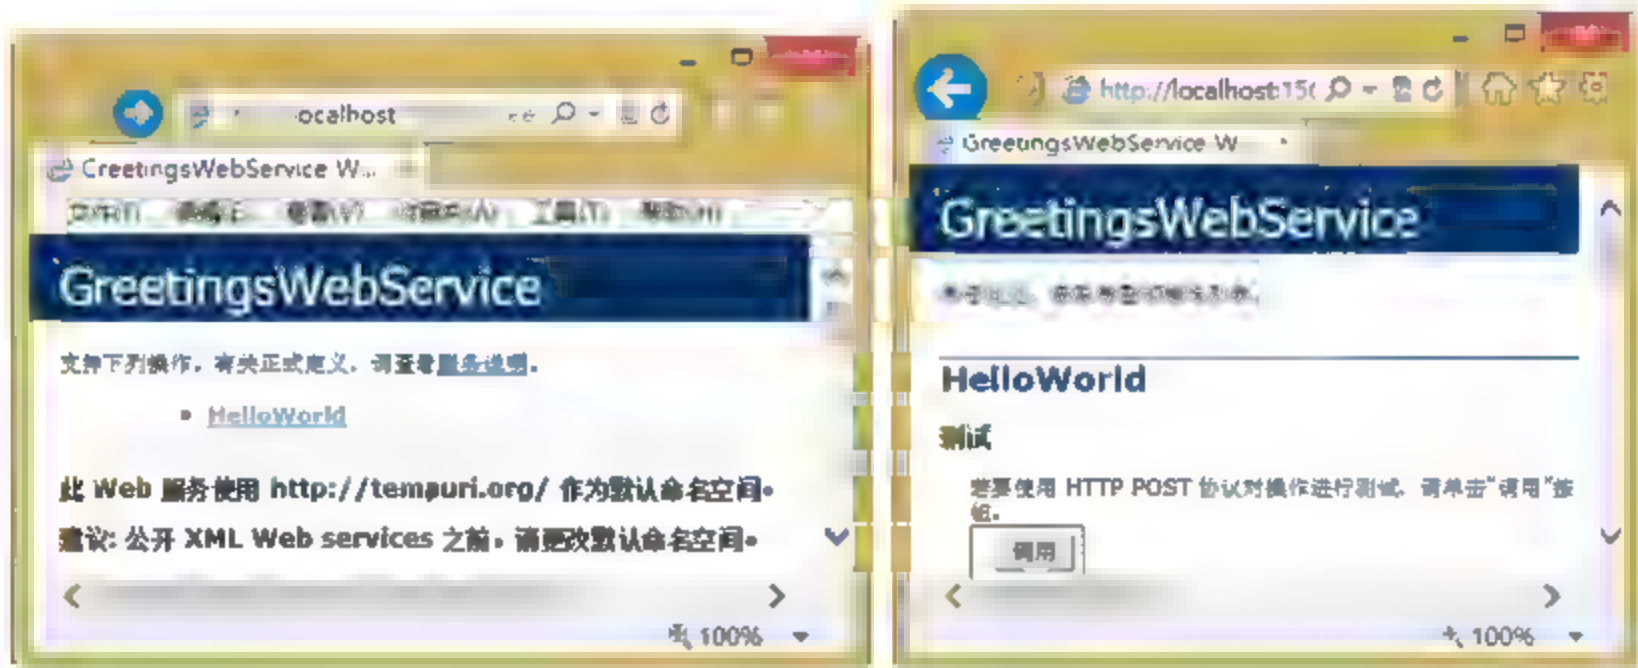 ocalhost
CreetingsWebService W...
工具(T)
GreetingsWebService
支持下列操作。有关正式定义，请查看服务说明。
HelloWorld
此 Web 服务使用 http://tempuri.org/ 作为默认命名空间。
建议: 公开 XML Web services 之前，请更改默认命名空间。
100%
http://localhost:150
GreetingsWebService W
GreetingsWebService
HelloWorld
测试
若要使用 HTTP POST 协议对操作进行测试，请单击"调用"按
钮。
调用
100%